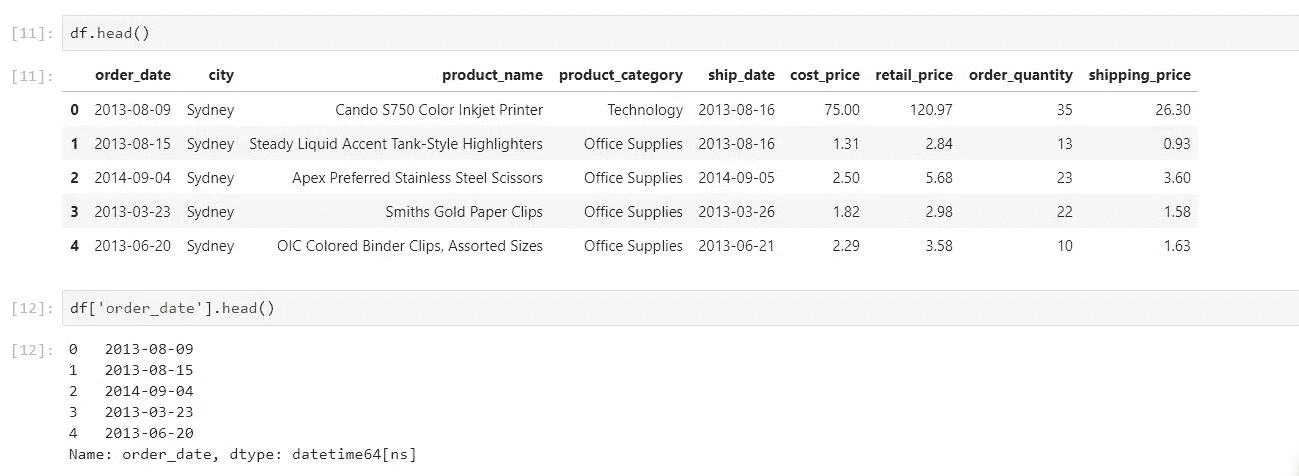 [11]: df.head()
[11]: order_date city product_name product_category ship_date cost_price retail_price order_quantity shipping_price
0 2013-08-09 Sydney Cando S750 Color Inkjet Printer Technology 2013-08-16 75.00 120.97 35 26.30
1 2013-08-15 Sydney Steady Liquid Accent Tank-Style Highlighters Office Supplies 2013-08-16 1.31 2.84 13 0.93
2 2014-09-04 Sydney Apex Preferred Stainless Steel Scissors Office Supplies 2014-09-05 2.50 5.68 23 3.60
3 2013-03-23 Sydney Smiths Gold Paper Clips Office Supplies 2013-03-26 1.82 2.98 22 1.58
4 2013-06-20 Sydney OIC Colored Binder Clips, Assorted Sizes Office Supplies 2013-06-21 2.29 3.58 10 1.63
[12]: df['order_date'].head()
[12]: 0 2013-08-09
1 2013-08-15
2 2014-09-04
3 2013-03-23
4 2013-06-20
Name: order_date, dtype: datetime64[ns]